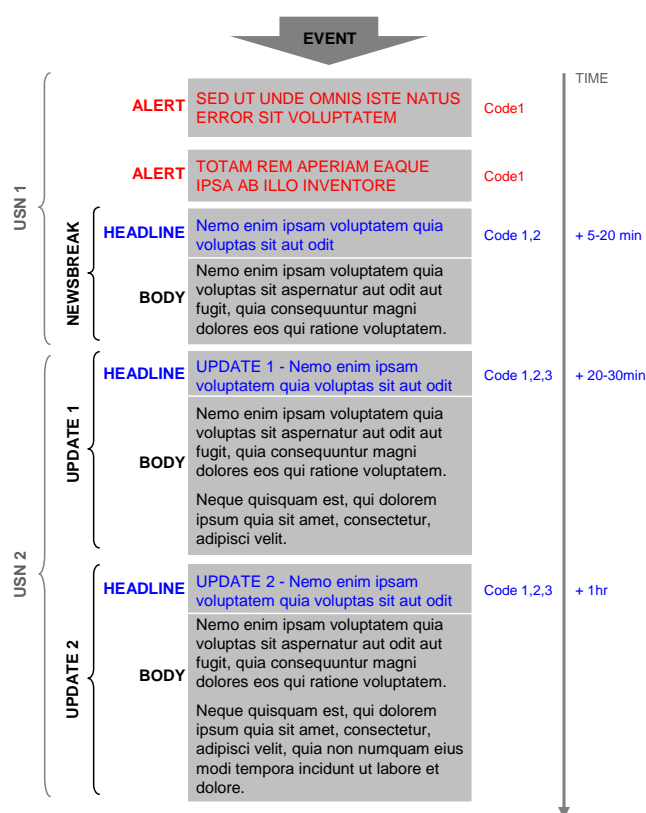 EVENT
TIME
USN 1
ALERT
SED UT UNDE OMNIS ISTE NATUS
ERROR SIT VOLUPTATEM
Code1
ALERT
TOTAM REM APERIAM EAQUE
IPSA AB ILLO INVENTORE
Code1
NEWSBREAK
HEADLINE
Nemo enim ipsam voluptatem quia
voluptas sit aut odit
Code 1,2
+ 5-20 min
BODY
Nemo enim ipsam voluptatem quia
voluptas sit aspernatur aut odit aut
fugit, quia consequuntur magni
dolores eos qui ratione voluptatem.
USN 2
UPDATE 1
HEADLINE
UPDATE 1 - Nemo enim ipsam
voluptatem quia voluptas sit aut odit
Code 1,2,3
+ 20-30min
BODY
Nemo enim ipsam voluptatem quia
voluptas sit aspernatur aut odit aut
fugit, quia consequuntur magni
dolores eos qui ratione voluptatem.
Neque quisquam est, qui dolorem
ipsum quia sit amet, consectetur,
adipisci velit.
UPDATE 2
HEADLINE
UPDATE 2 - Nemo enim ipsam
voluptatem quia voluptas sit aut odit
Code 1,2,3
+ 1hr
BODY
Nemo enim ipsam voluptatem quia
voluptas sit aspernatur aut odit aut
fugit, quia consequuntur magni
dolores eos qui ratione voluptatem.
Neque quisquam est, qui dolorem
ipsum quia sit amet, consectetur,
adipisci velit, quia non numquam eius
modi tempora incidunt ut labore et
dolore.